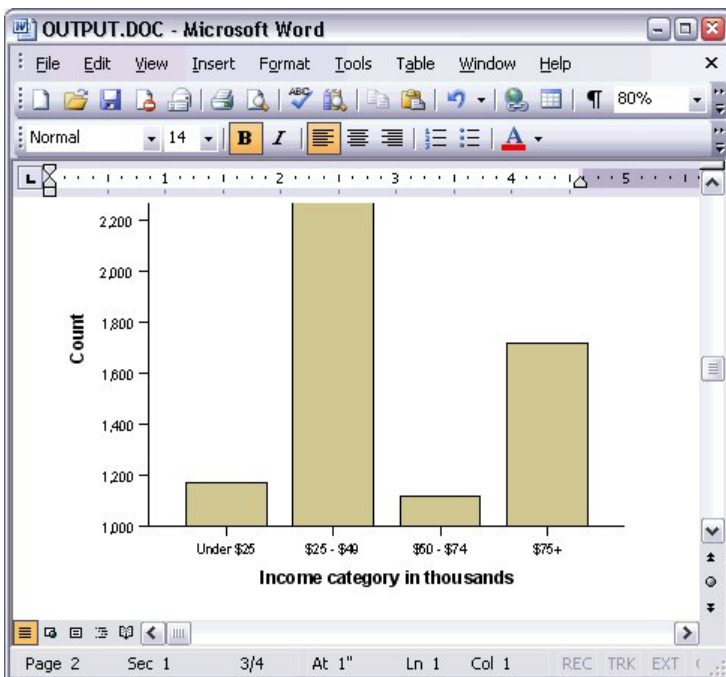 OUTPUT.DOC - Microsoft Word
File Edit View Insert Format Tools Table Window Help
ABC ¶ 80%
Normal 14 B I A
L 1 2 3 4 5
2,200
2,000
1,800
1,600
1,400
1,200
1,000
Count
Under $25 $25 - $49 $50 - $74 $75+
Income category in thousands
Page 2 Sec 1 3/4 At 1" Ln 1 Col 1 REC TRK EXT